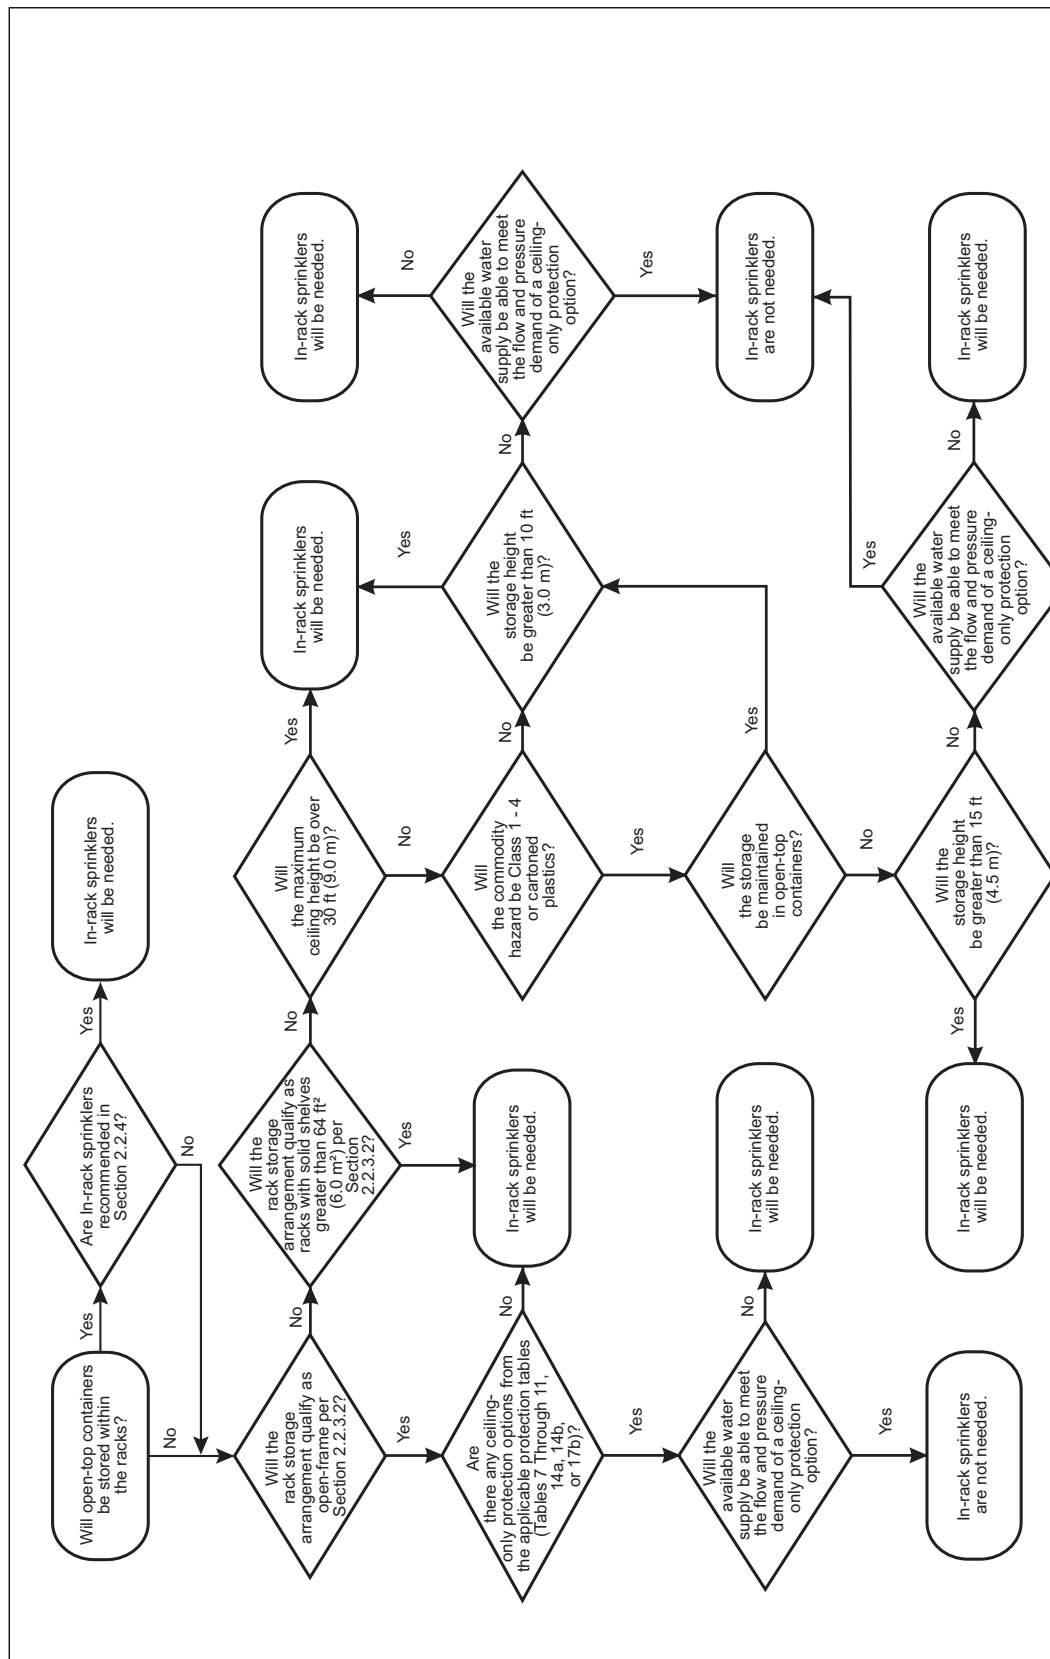 Will open-top containers
be stored within
the racks?
Yes
No
Are In-rack sprinklers
recommended in
Section 2.2.4?
Yes
No
In-rack sprinklers
will be needed.
Will the
rack storage
arrangement qualify as
open-frame per
Section 2.2.3.2?
No
Yes
Will the
rack storage
arrangement qualify as
racks with solid shelves
greater than 64 ft²
(6.0 m²) per
Section
2.2.3.2?
No
Yes
Will
the maximum
ceiling height be over
30 ft (9.0 m)?
Yes
No
In-rack sprinklers
will be needed.
In-rack sprinklers
will be needed.
Are
there any ceiling-
only protection options from
the applicable protection tables
(Tables 7 Through 11,
14a, 14b,
or 17b)?
No
Yes
In-rack sprinklers
will be needed.
Will
the commodity
hazard be Class 1 - 4
or cartoned
plastics?
No
Yes
Will the
storage height
be greater than 10 ft
(3.0 m)?
Yes
No
Will the
available water
supply be able to meet
the flow and pressure
demand of a ceiling-
only protection
option?
No
Yes
Will the
available water
supply be able to meet
the flow and pressure
demand of a ceiling-
only protection
option?
No
Yes
In-rack sprinklers
will be needed.
Will
the storage
be maintained
in open-top
containers?
Yes
No
In-rack sprinklers
are not needed.
In-rack sprinklers
are not needed.
In-rack sprinklers
will be needed.
Will the
storage height
be greater than 15 ft
(4.5 m)?
Yes
No
Will the
available water
supply be able to meet
the flow and pressure
demand of a ceiling-
only protection
option?
Yes
No
In-rack sprinklers
will be needed.